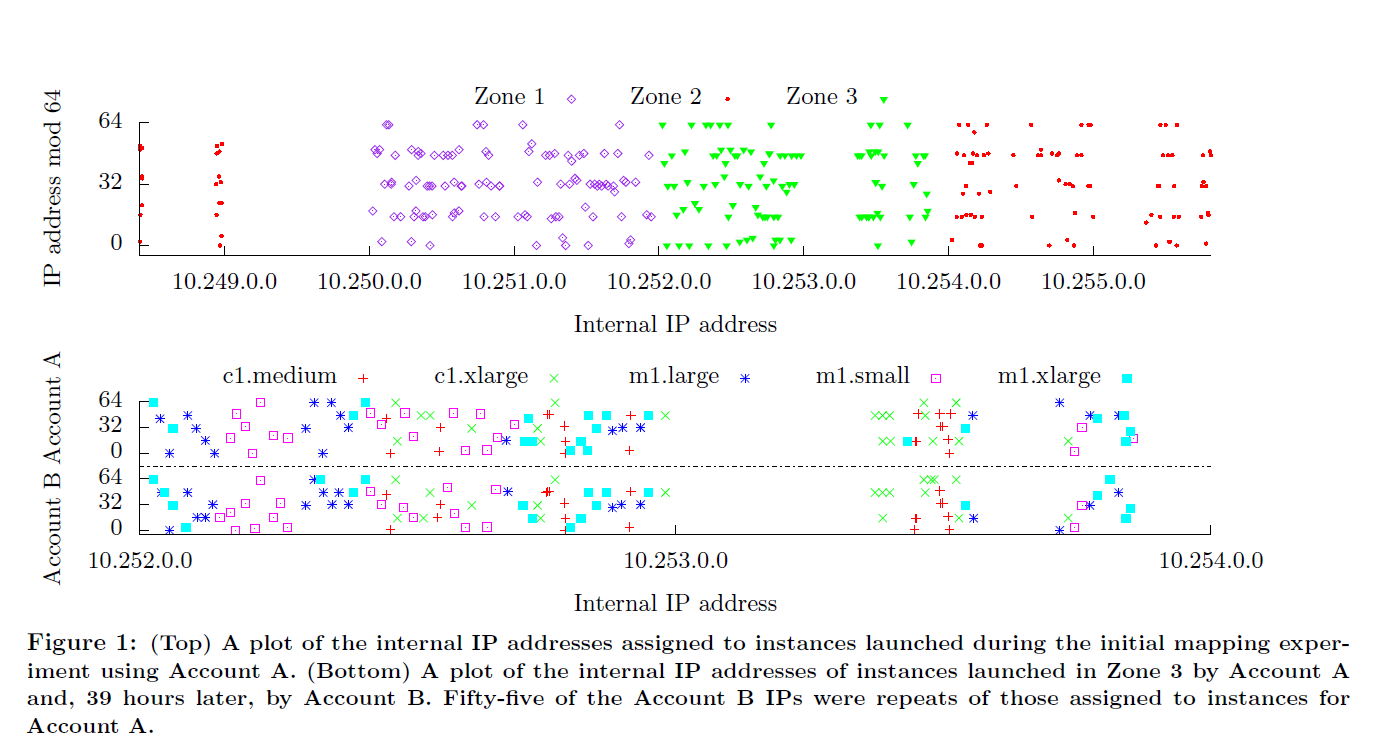 Zone 1 Zone 2 Zone 3
IP address mod 64
64
32
0
10.249.0.0 10.250.0.0 10.251.0.0 10.252.0.0 10.253.0.0 10.254.0.0 10.255.0.0
Internal IP address
c1.medium c1.xlarge m1.large m1.small m1.xlarge
Account A
64
32
0
Account B
64
32
0
10.252.0.0 10.253.0.0 10.254.0.0
Internal IP address
Figure 1: (Top) A plot of the internal IP addresses assigned to instances launched during the initial mapping exper-
iment using Account A. (Bottom) A plot of the internal IP addresses of instances launched in Zone 3 by Account A
and, 39 hours later, by Account B. Fifty-five of the Account B IPs were repeats of those assigned to instances for
Account A.